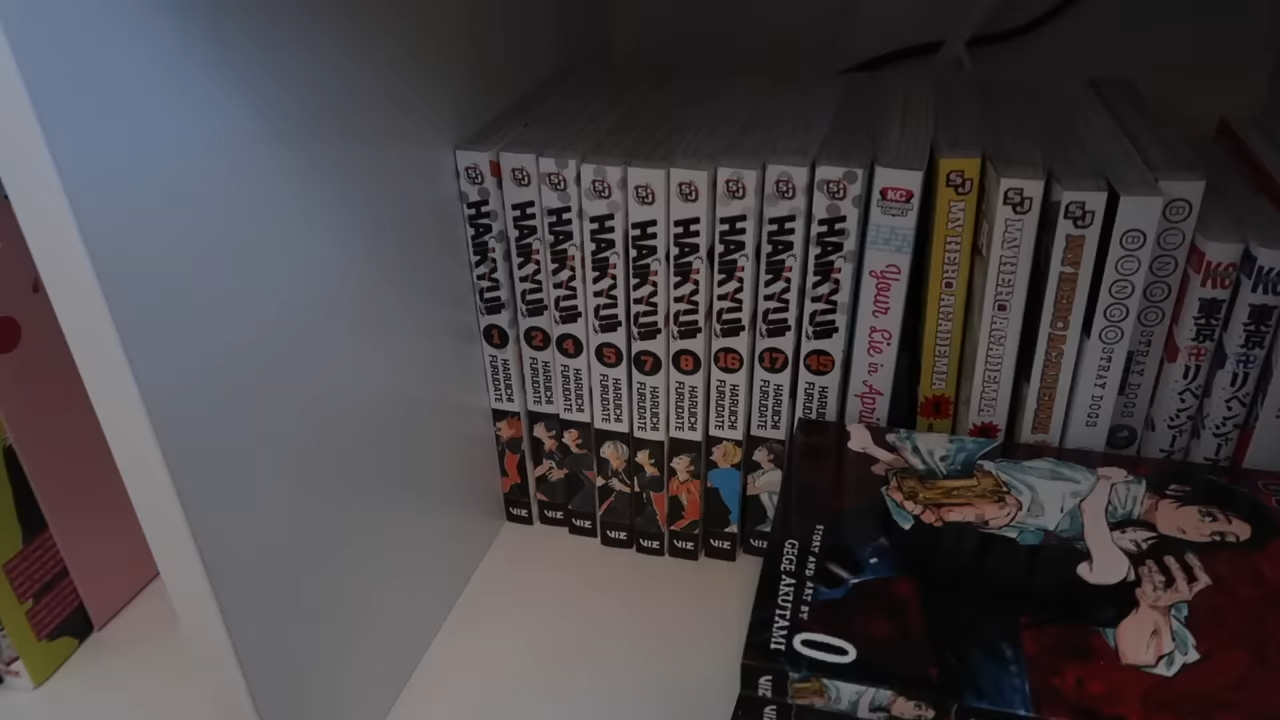 SJ HAIKYU!! 1 HARUICHI FURUDATE VIZ
SJ HAIKYU!! 2 HARUICHI FURUDATE VIZ
SJ HAIKYU!! 4 HARUICHI FURUDATE VIZ
SJ HAIKYU!! 5 HARUICHI FURUDATE VIZ
SJ HAIKYU!! 7 HARUICHI FURUDATE VIZ
SJ HAIKYU!! 8 HARUICHI FURUDATE VIZ
SJ HAIKYU!! 16 HARUICHI FURUDATE VIZ
SJ HAIKYU!! 17 HARUICHI FURUDATE VIZ
SJ HAIKYU!! 45 HARUICHI
KC KODANSHA COMICS Your Lie in April
SJ MY HERO ACADEMIA
SJ MY HERO ACADEMIA
SJ MY HERO ACADEMIA
BUNGO STRAY DOGS
BUNGO STRAY DOGS
KC 東京卍リベンジャーズ
KC 東京卍リベンジャーズ
STORY AND ART BY
GEGE AKUTAMI
0
VIZ